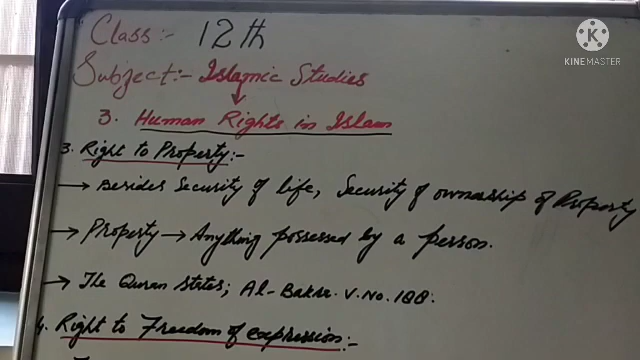 Class:- 12th
Subject:- Islamic Studies
3. Human Rights in Islam
3. Right to Property:-
→ Besides Security of life, Security of ownership of Property
→ Property → Anything possessed by a person.
→ The Quran states; Al-Bakra. V.No. 188.
4. Right to Freedom of expression:-
K
KINEMASTER